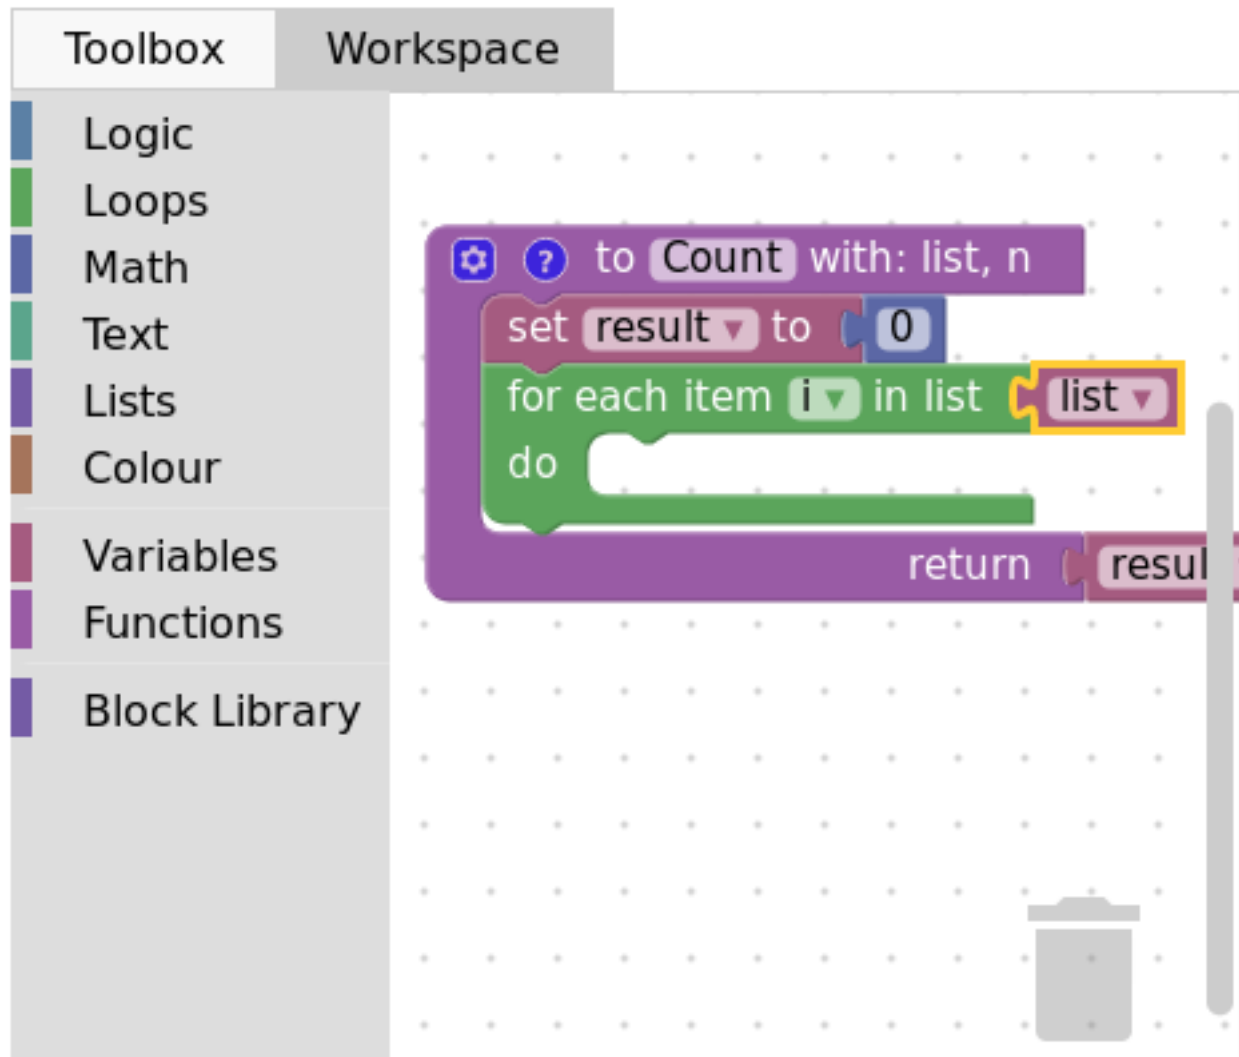 Toolbox Workspace
Logic
Loops
Math
Text
Lists
Colour
Variables
Functions
Block Library
? to Count with: list, n
set result to 0
for each item i in list list
do
return resul